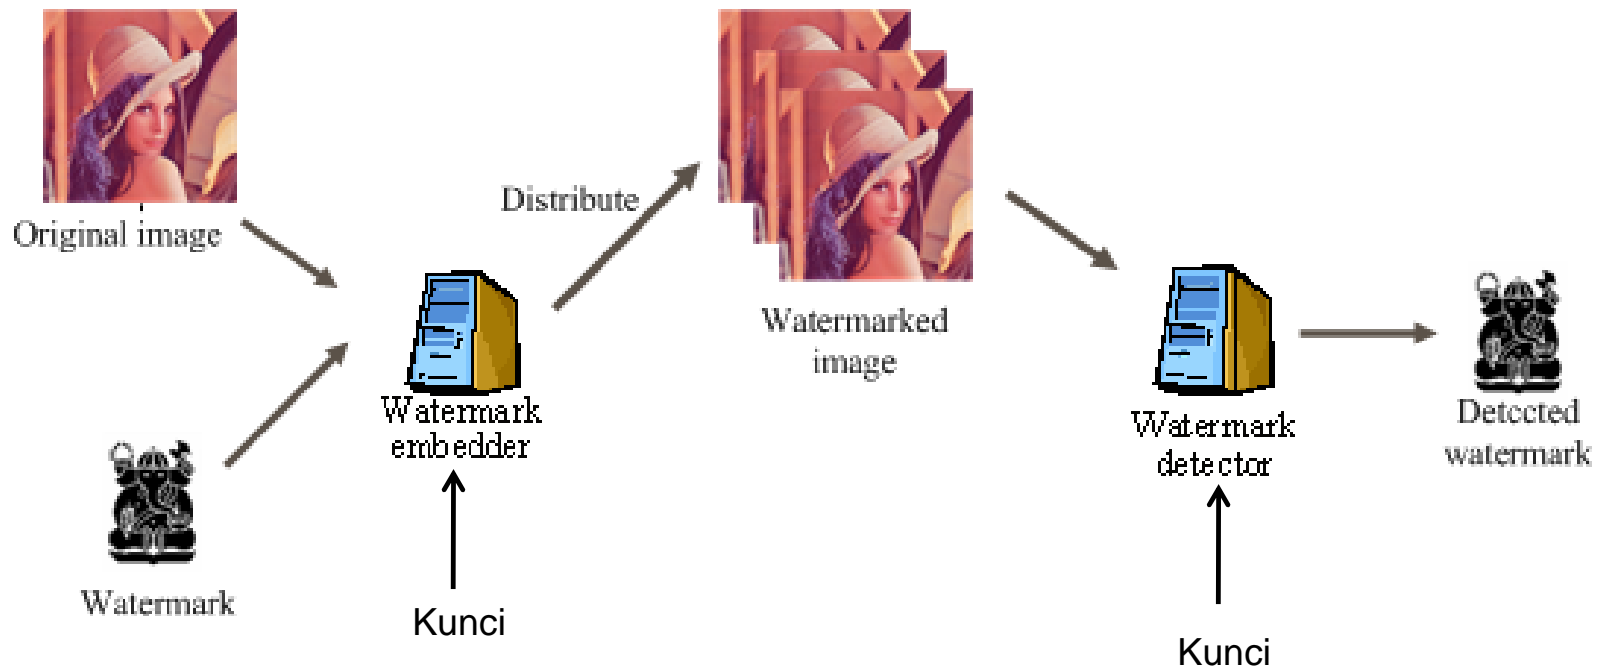 Original image
Distribute
Watermarked
image
Watermark
embedder
Watermark
detector
Detected
watermark
Watermark
Kunci
Kunci